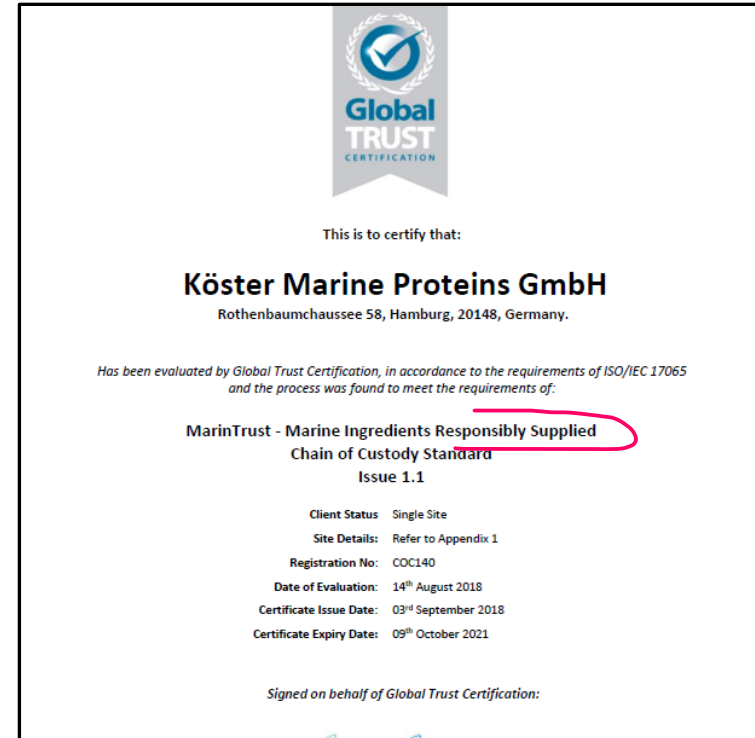 Global
TRUST
CERTIFICATION
This is to certify that:
Köster Marine Proteins GmbH
Rothenbaumchaussee 58, Hamburg, 20148, Germany.
Has been evaluated by Global Trust Certification, in accordance to the requirements of ISO/IEC 17065
and the process was found to meet the requirements of:
MarinTrust - Marine Ingredients Responsibly Supplied
Chain of Custody Standard
Issue 1.1
Client Status Single Site
Site Details: Refer to Appendix 1
Registration No: COC140
Date of Evaluation: 14th August 2018
Certificate Issue Date: 03rd September 2018
Certificate Expiry Date: 09th October 2021
Signed on behalf of Global Trust Certification: